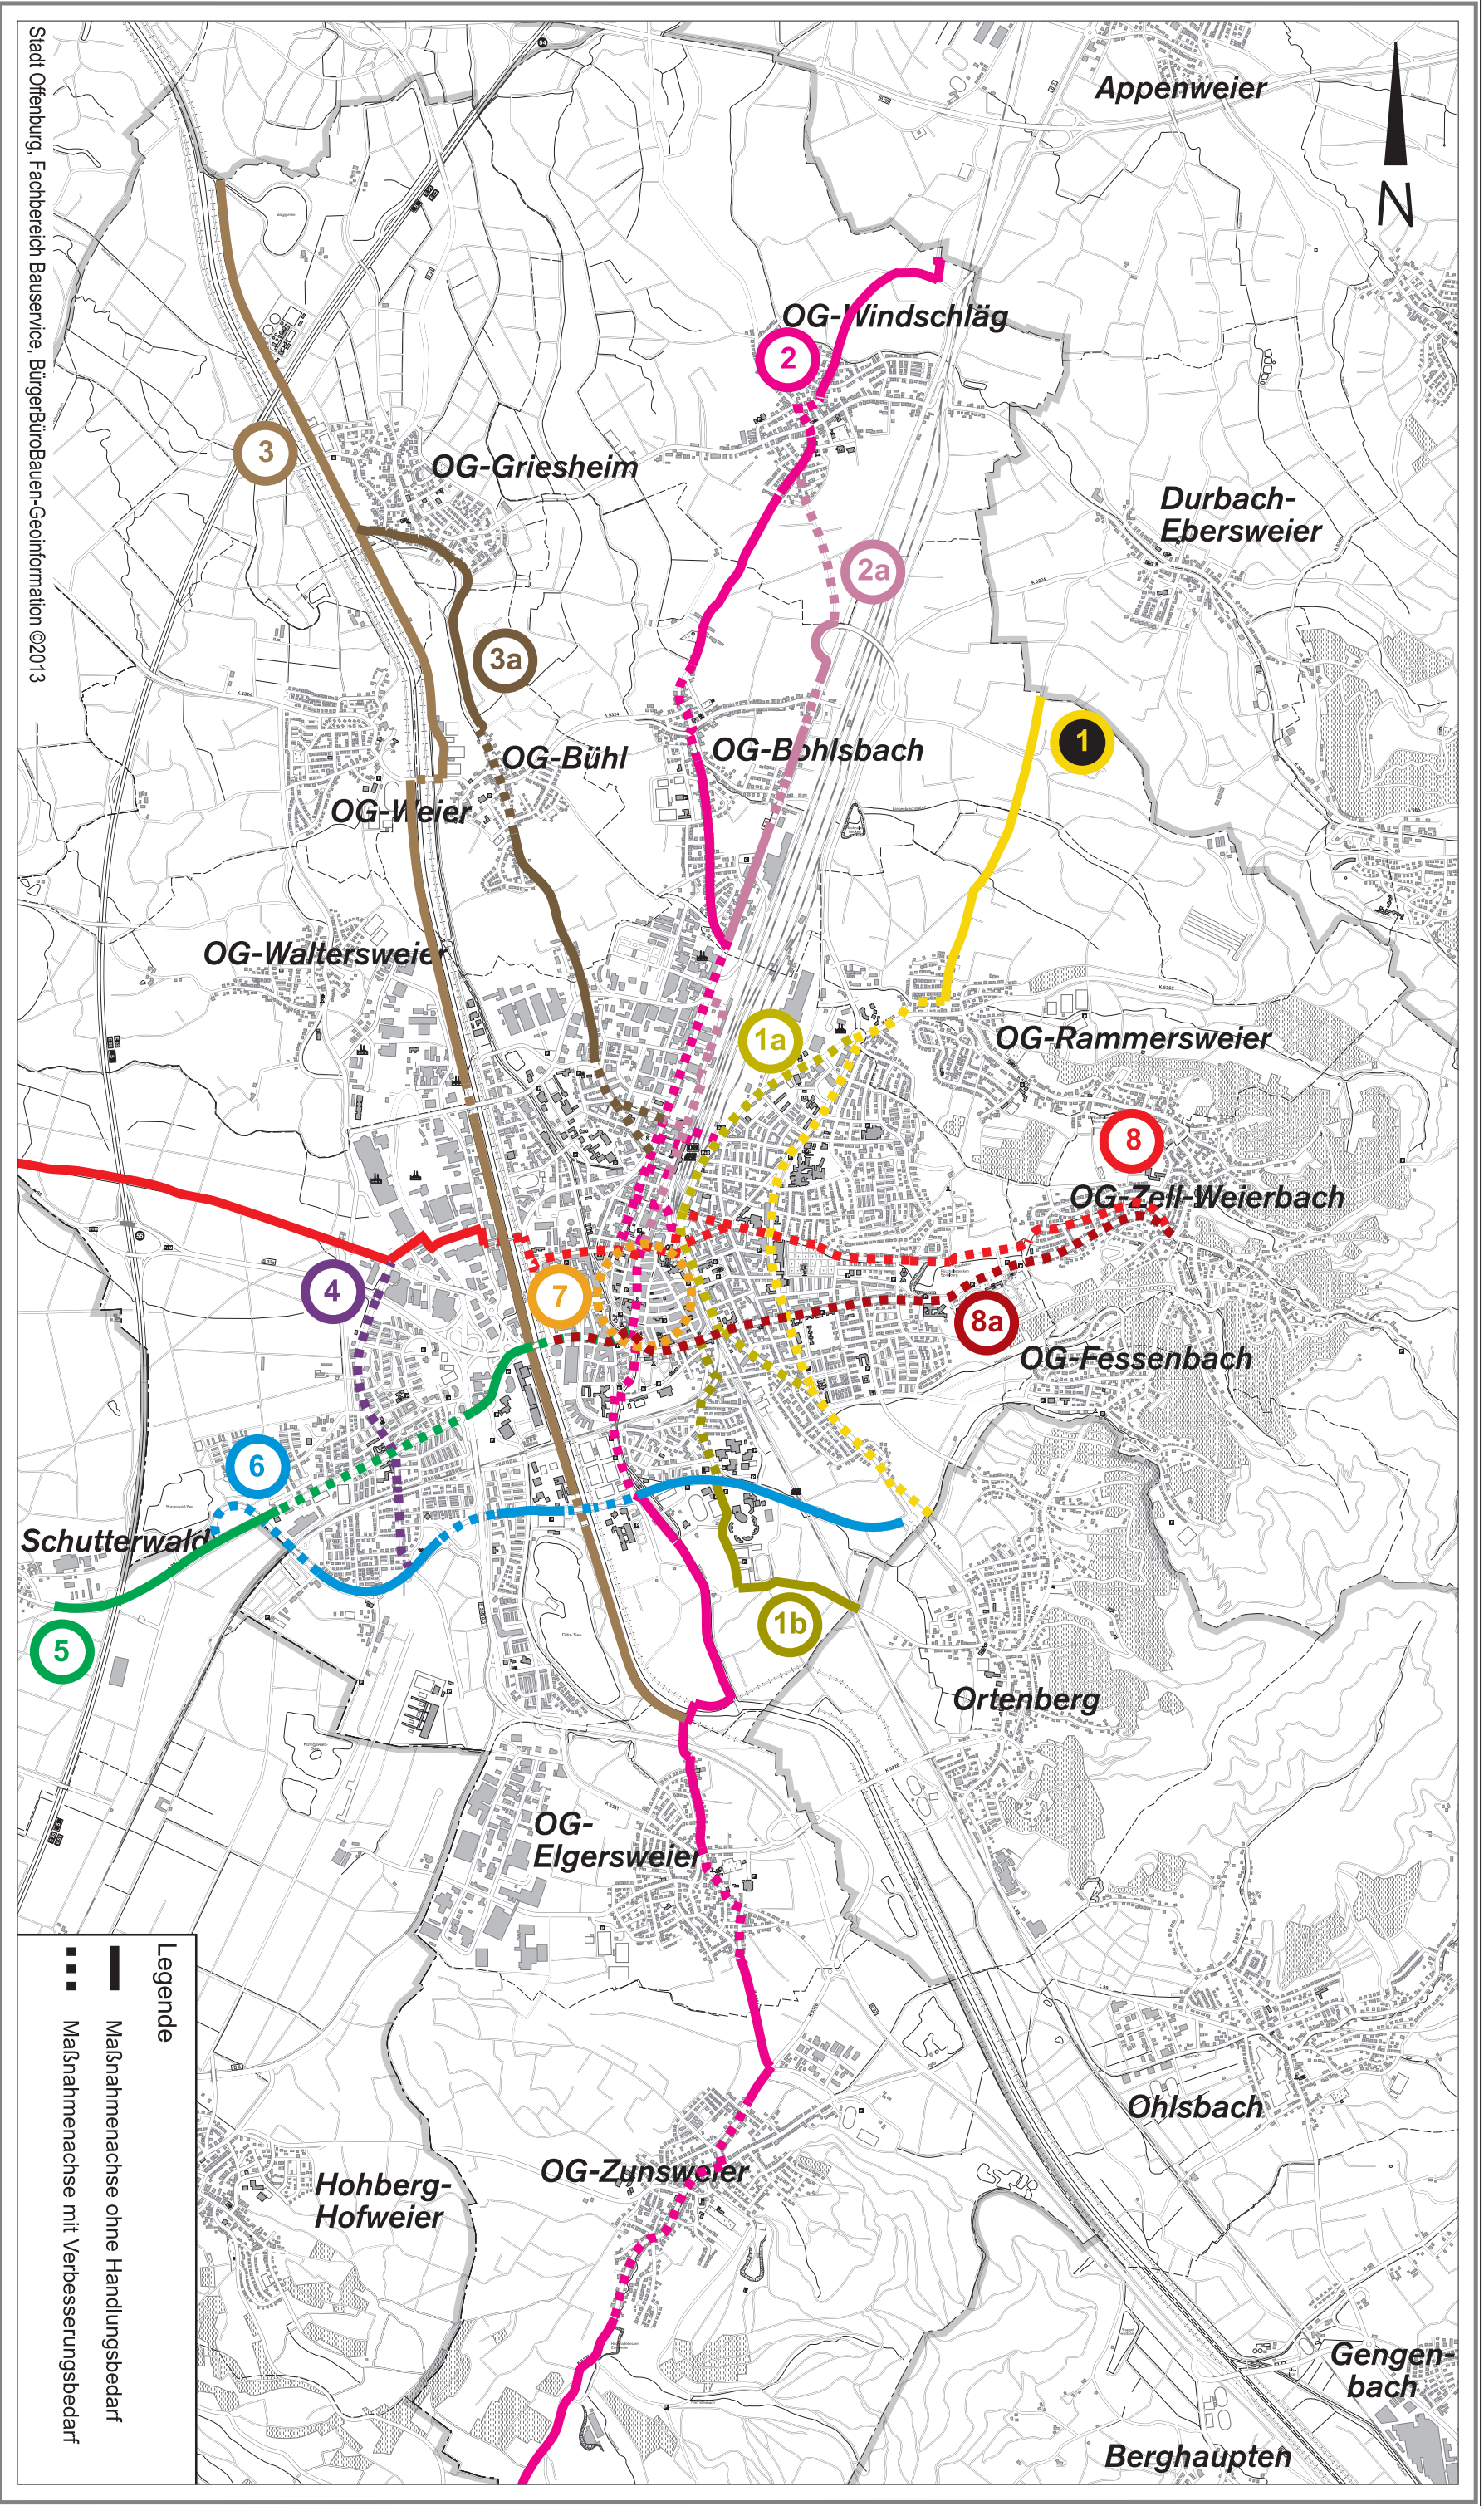 Appenweier
N
OG-Windschläg
2
3
OG-Griesheim
Durbach-
Ebersweier
2a
3a
1
OG-Bühl
OG-Bohlsbach
OG-Weier
OG-Waltersweier
1a
OG-Rammersweier
8
OG-Zell-Weierbach
4
7
8a
OG-Fessenbach
6
Schutterwald
5
1b
Ortenberg
OG-
Elgersweier
Ohlsbach
OG-Zunsweier
Hohberg-
Hofweier
Gengen-
bach
Berghaupten
Legende
Maßnahmenachse ohne Handlungsbedarf
Maßnahmenachse mit Verbesserungsbedarf
Stadt Offenburg, Fachbereich Bauservice, BürgerBüroBauen-Geoinformation ©2013